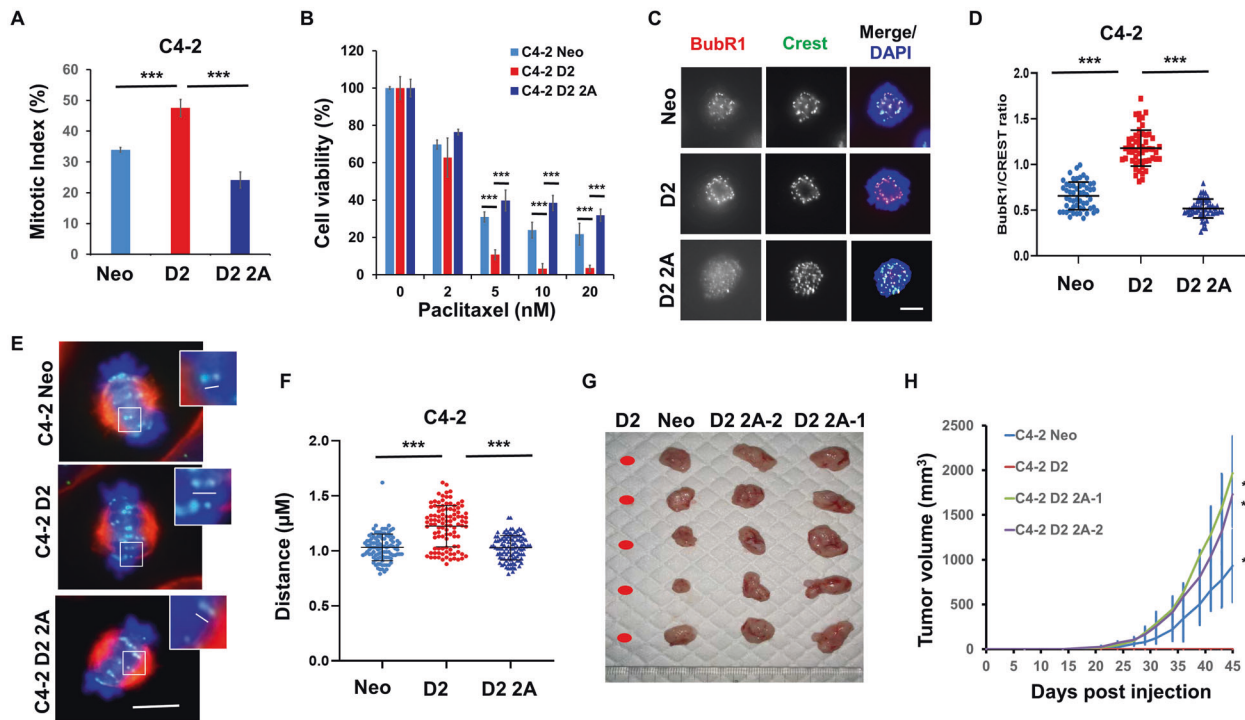 A
C4-2
***
***
Mitotic Index (%)
60
50
40
30
20
10
0
Neo
D2
D2 2A
B
C4-2 Neo
C4-2 D2
C4-2 D2 2A
Cell viability (%)
120
100
80
60
40
20
0
***
***
***
***
***
***
0
2
5
10
20
Paclitaxel (nM)
C
BubR1
Crest
Merge/
DAPI
Neo
D2
D2 2A
D
C4-2
***
***
BubR1/CREST ratio
2.0
1.5
1.0
0.5
0.0
Neo
D2
D2 2A
E
C4-2 Neo
C4-2 D2
C4-2 D2 2A
F
C4-2
***
***
Distance (μM)
2.0
1.5
1.0
0.5
0.0
Neo
D2
D2 2A
G
D2
Neo
D2 2A-2
D2 2A-1
H
C4-2 Neo
C4-2 D2
C4-2 D2 2A-1
C4-2 D2 2A-2
Tumor volume (mm³)
2500
2000
1500
1000
500
0
*
*
*
0
5
10
15
20
25
30
35
40
45
Days post injection